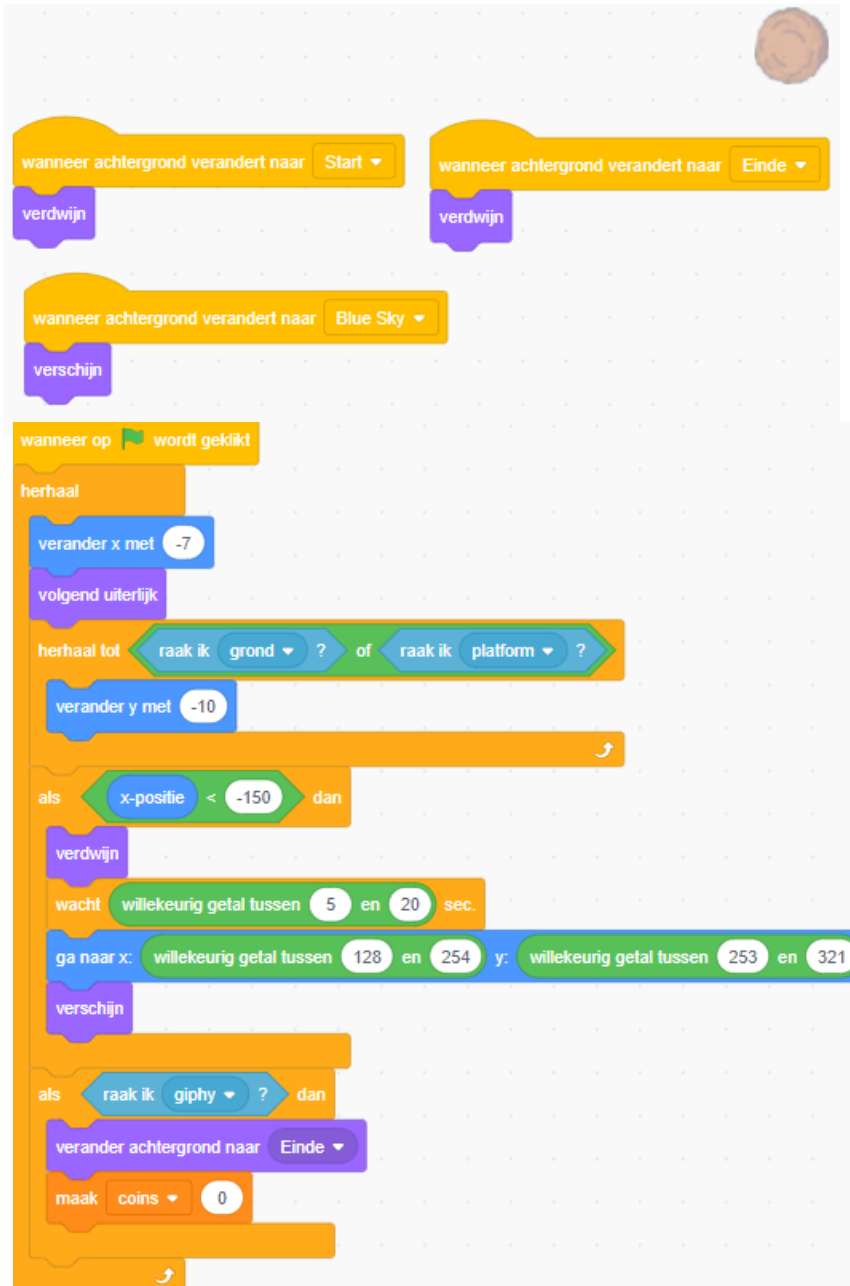 wanneer achtergrond verandert naar Start
verdwijn
wanneer achtergrond verandert naar Einde
verdwijn
wanneer achtergrond verandert naar Blue Sky
verschijn
wanneer op wordt geklikt
herhaal
verander x met -7
volgend uiterlijk
herhaal tot raak ik grond ? of raak ik platform ?
verander y met -10
als x-positie < -150 dan
verdwijn
wacht willekeurig getal tussen 5 en 20 sec.
ga naar x: willekeurig getal tussen 128 en 254 y: willekeurig getal tussen 253 en 321
verschijn
als raak ik giphy ? dan
verander achtergrond naar Einde
maak coins 0